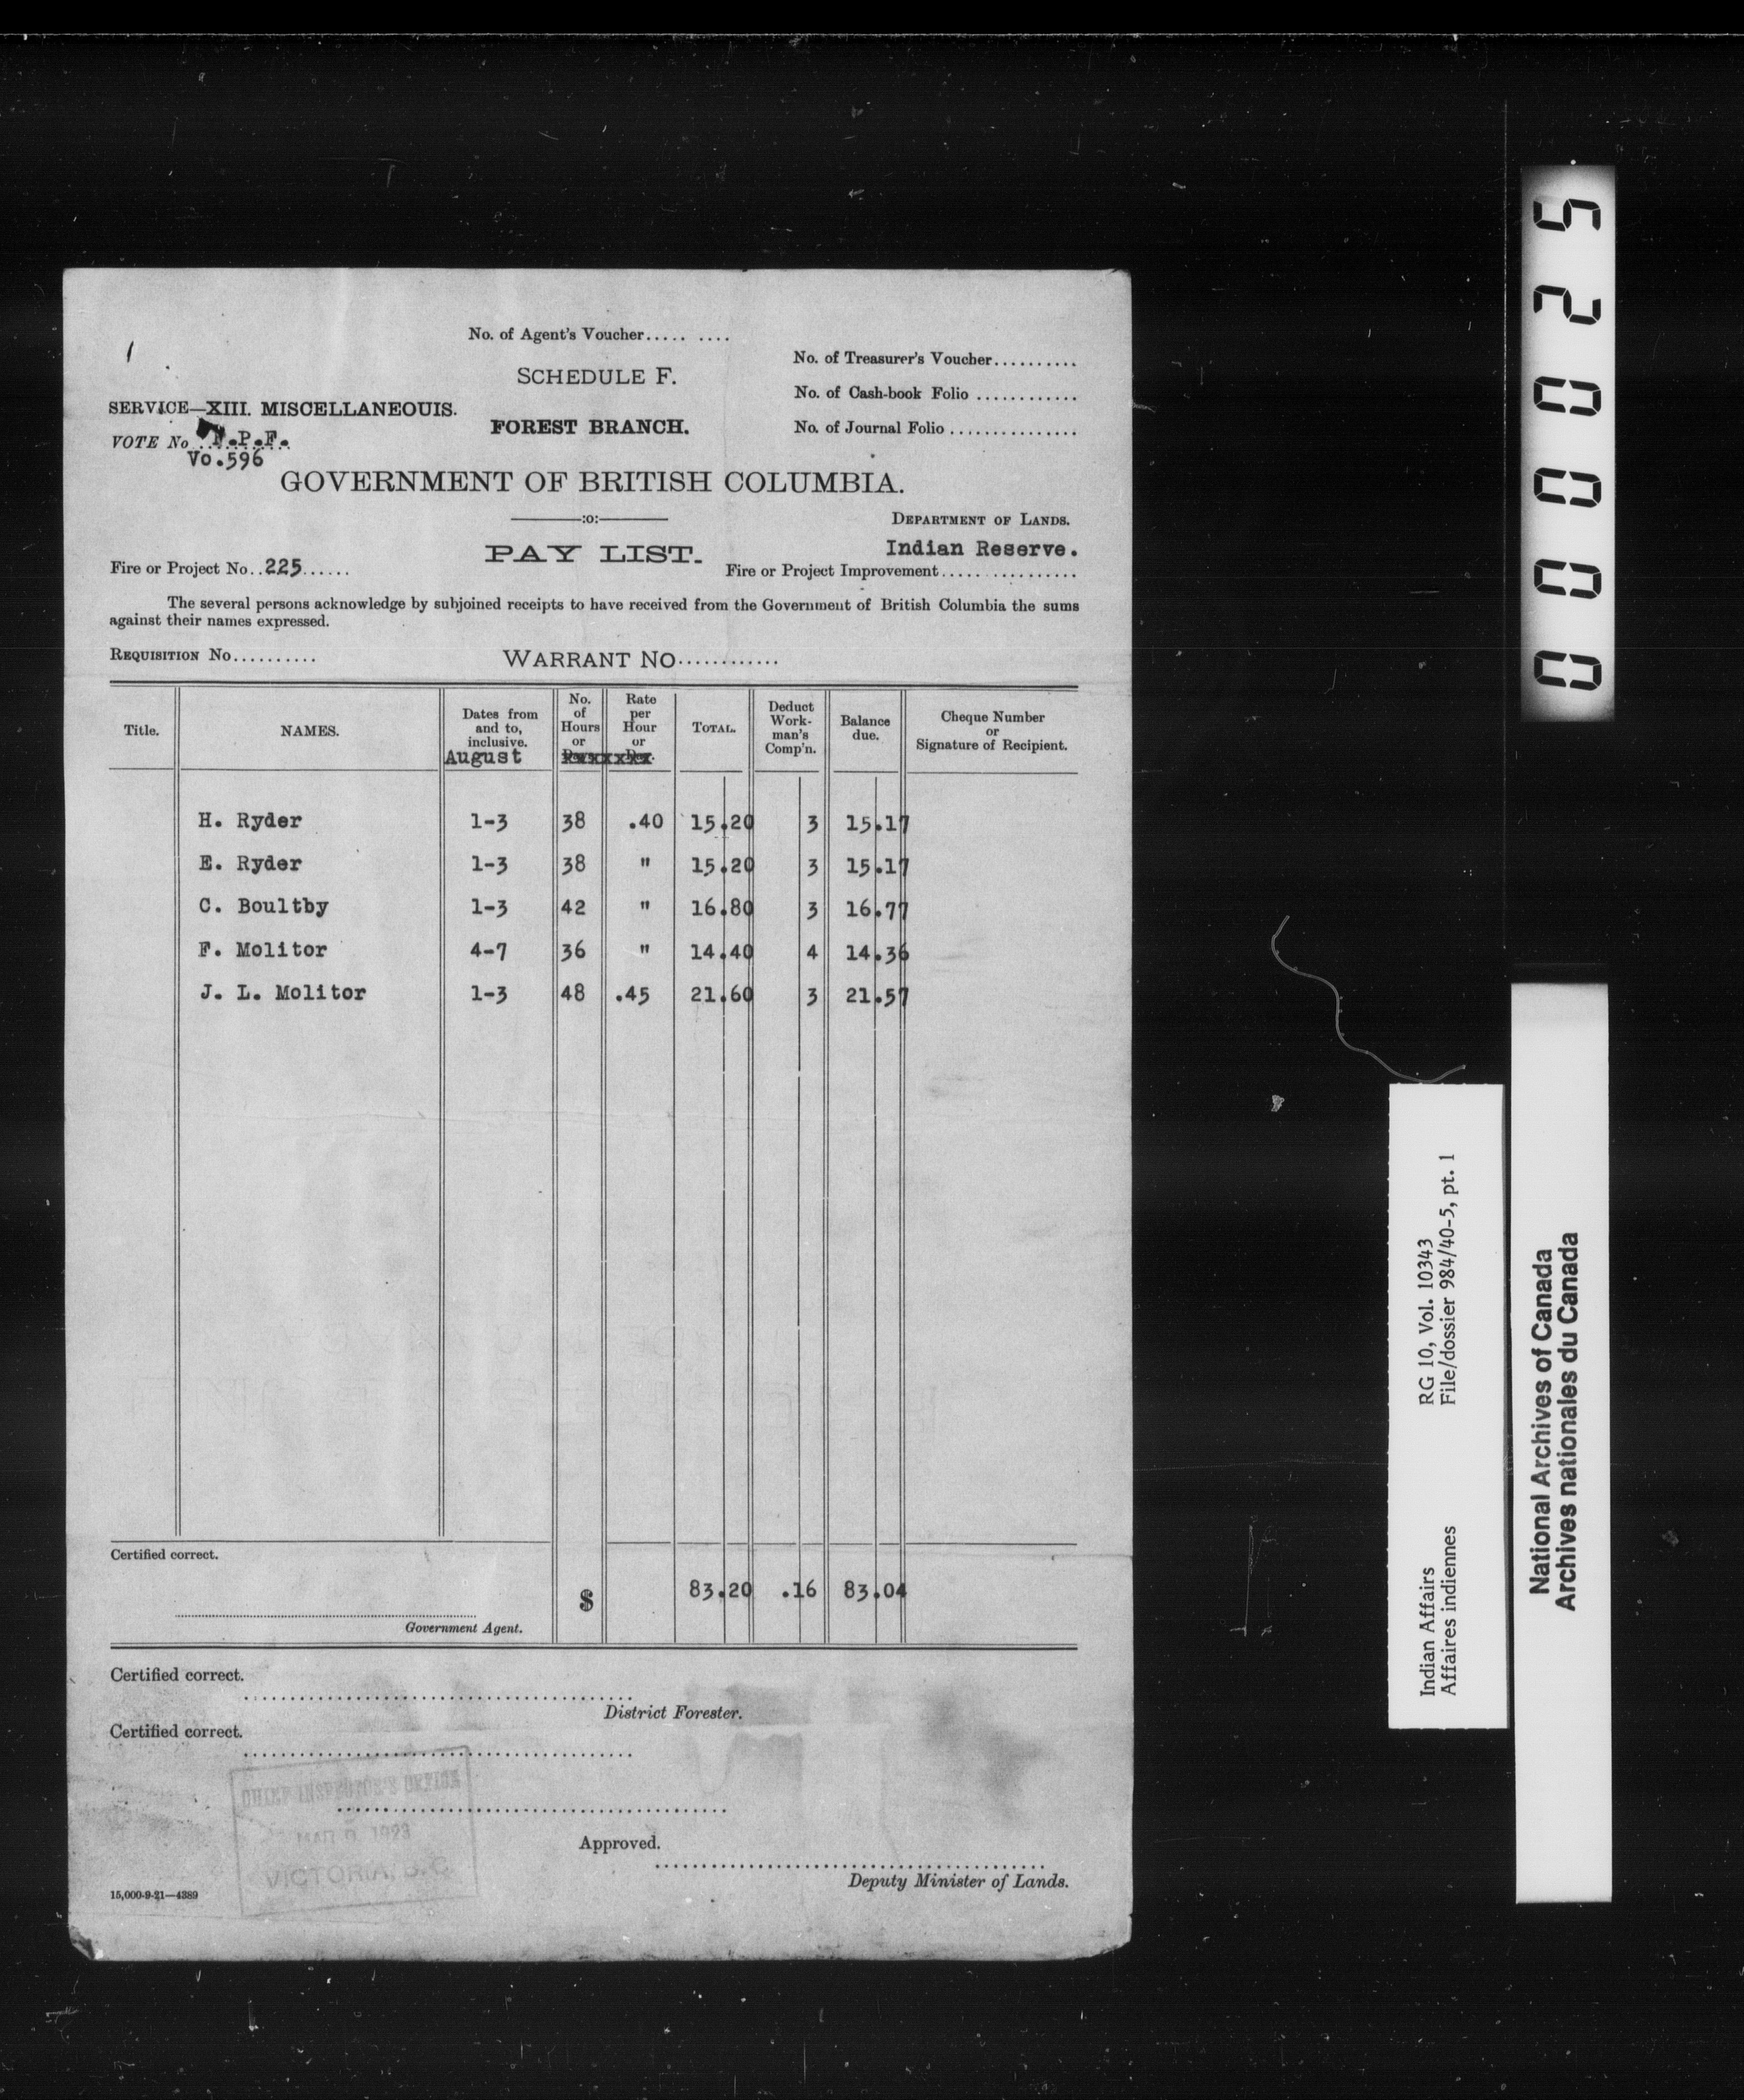 1
No. of Agent's Voucher..... ....
No. of Treasurer's Voucher..........
SCHEDULE F.
No. of Cash-book Folio ............
SERVICE—XIII. MISCELLANEOUIS.
FOREST BRANCH.
No. of Journal Folio ...............
VOTE No .P.F.
Vo.596
GOVERNMENT OF BRITISH COLUMBIA.
:o:
DEPARTMENT OF LANDS.
PAY LIST.
Indian Reserve.
Fire or Project No..225......
Fire or Project Improvement................
The several persons acknowledge by subjoined receipts to have received from the Government of British Columbia the sums
against their names expressed.
REQUISITION No..........
WARRANT NO............
Title. NAMES. Dates from and to, inclusive. August No. of Hours or Rate per Hour or TOTAL. Deduct Work-man's Comp'n. Balance due. Cheque Number or Signature of Recipient.
H. Ryder 1-3 38 .40 15.20 3 15.17
E. Ryder 1-3 38 " 15.20 3 15.17
C. Boultby 1-3 42 " 16.80 3 16.77
F. Molitor 4-7 36 " 14.40 4 14.36
J. L. Molitor 1-3 48 .45 21.60 3 21.57
Certified correct.
$ 83.20 .16 83.04
Government Agent.
Certified correct.
District Forester.
Certified correct.
CHIEF INSPECTOR'S OFFICE
MAR 1923
VICTORIA, B.C.
Approved.
Deputy Minister of Lands.
15,000-9-21—4389
000025
RG 10, Vol. 10343
File/dossier 984/40-5, pt. 1
Indian Affairs
Affaires indiennes
National Archives of Canada
Archives nationales du Canada